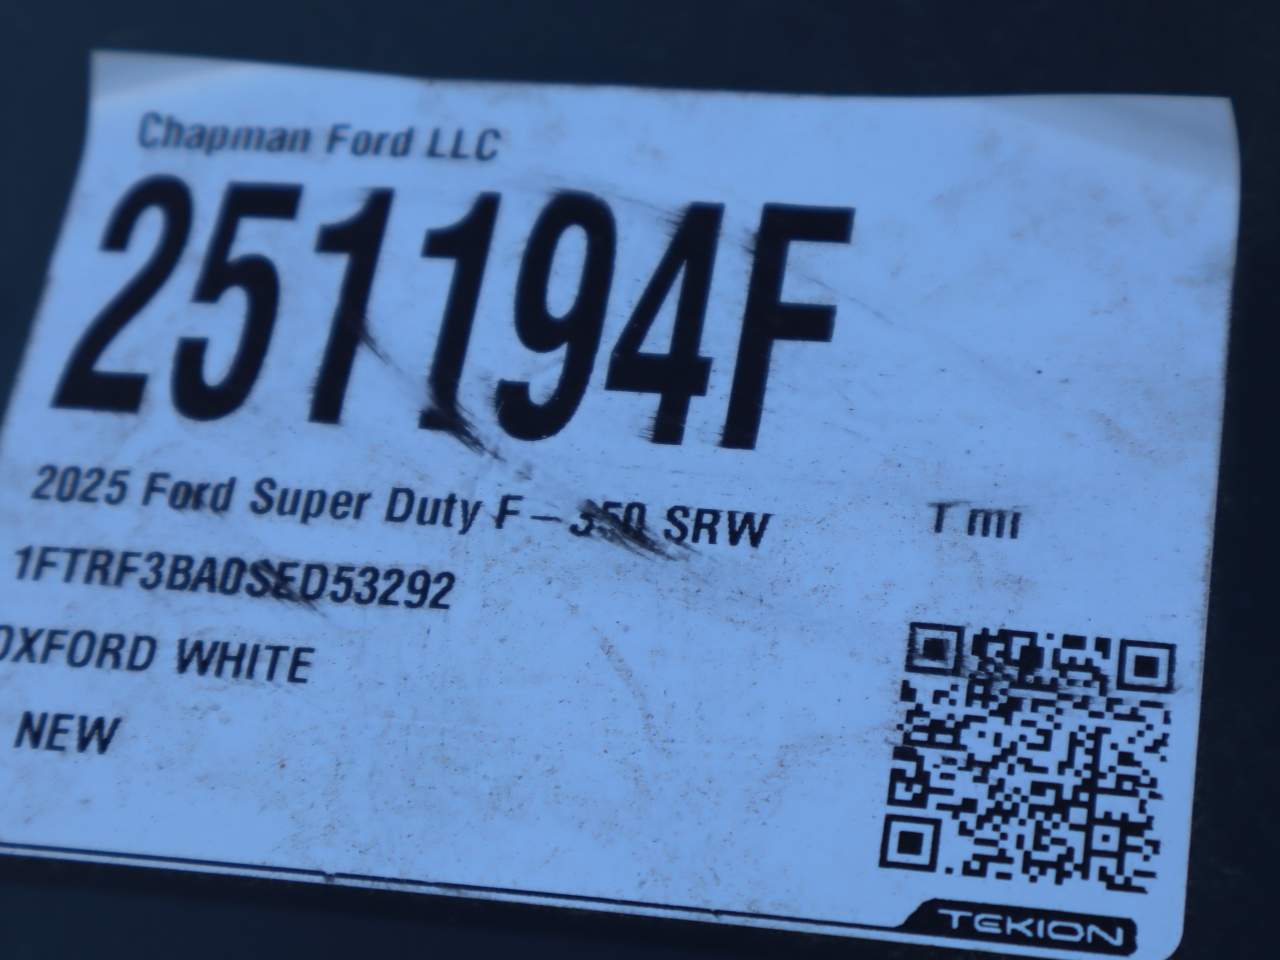 Chapman Ford LLC
251194F
2025 Ford Super Duty F-350 SRW
1 mi
1FTRF3BA0SED53292
OXFORD WHITE
NEW
TEKION